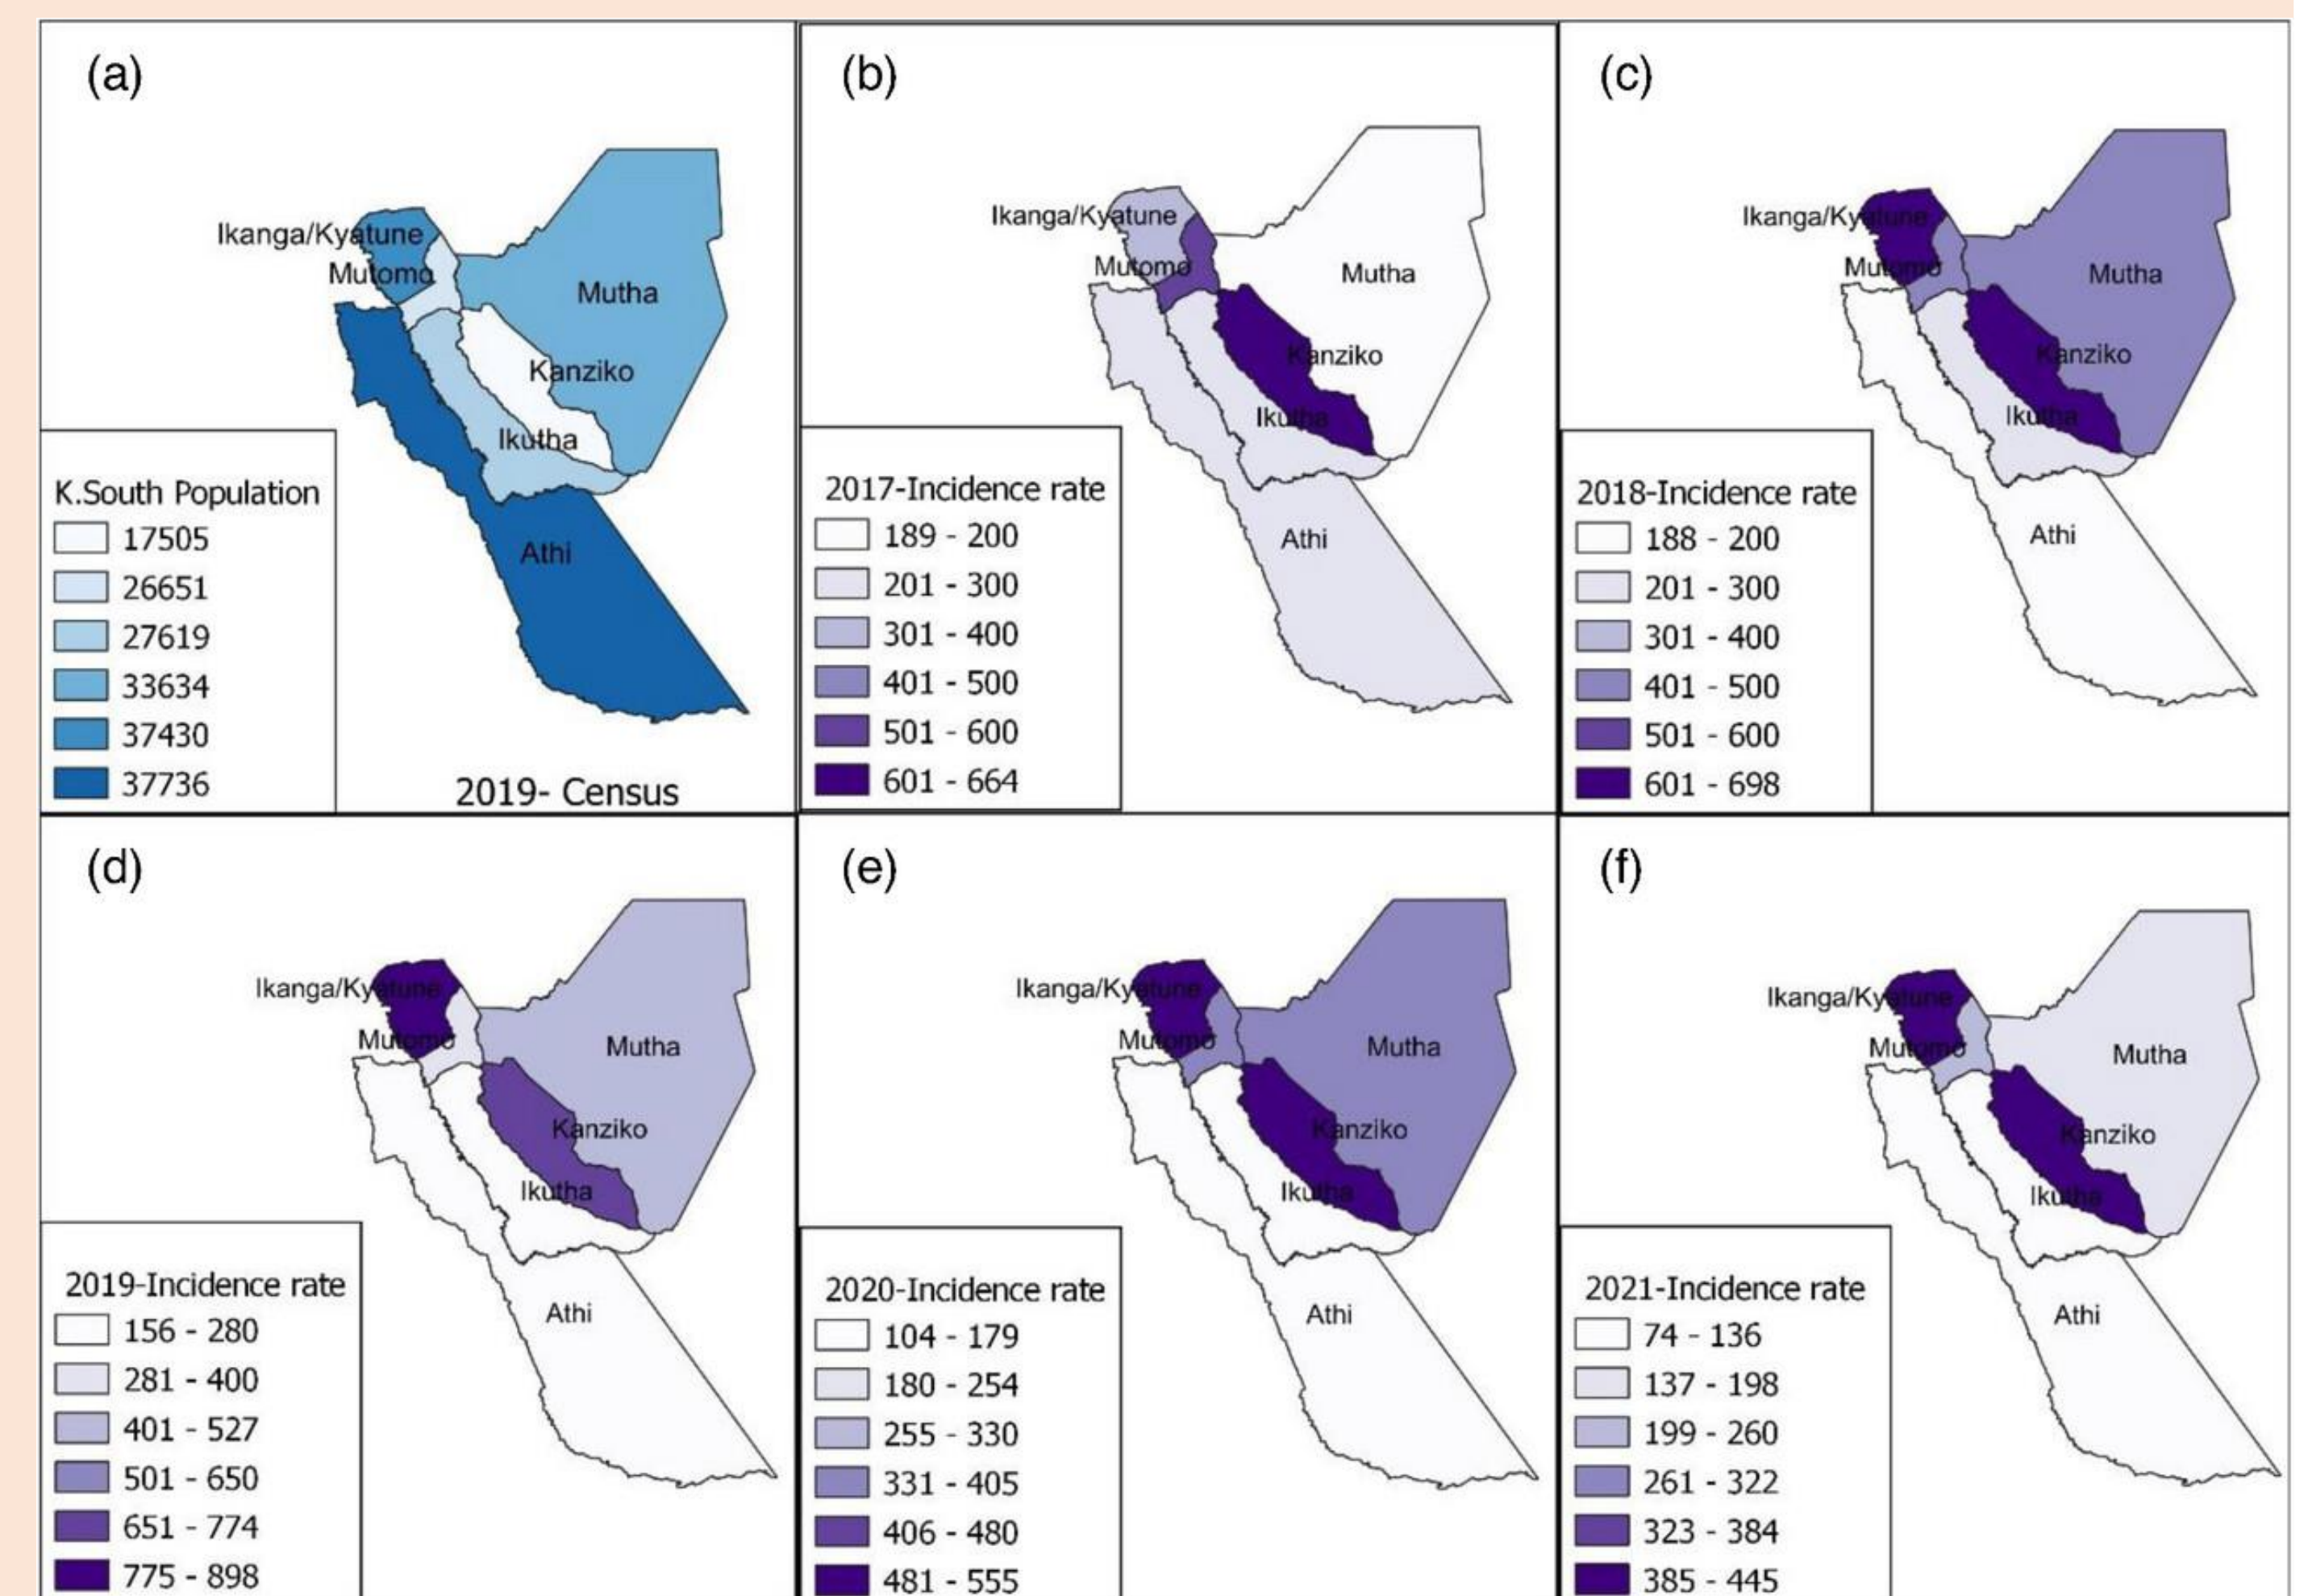 (a)
Ikanga/Kyatune
Mutomo
Mutha
Kanziko
Ikutha
Athi
K.South Population
17505
26651
27619
33634
37430
37736
2019- Census
(b)
Ikanga/Kyatune
Mutomo
Mutha
Kanziko
Ikutha
Athi
2017-Incidence rate
189 - 200
201 - 300
301 - 400
401 - 500
501 - 600
601 - 664
(c)
Ikanga/Kyatune
Mutomo
Mutha
Kanziko
Ikutha
Athi
2018-Incidence rate
188 - 200
201 - 300
301 - 400
401 - 500
501 - 600
601 - 698
(d)
Ikanga/Kyatune
Mutomo
Mutha
Kanziko
Ikutha
Athi
2019-Incidence rate
156 - 280
281 - 400
401 - 527
501 - 650
651 - 774
775 - 898
(e)
Ikanga/Kyatune
Mutomo
Mutha
Kanziko
Ikutha
Athi
2020-Incidence rate
104 - 179
180 - 254
255 - 330
331 - 405
406 - 480
481 - 555
(f)
Ikanga/Kyatune
Mutomo
Mutha
Kanziko
Ikutha
Athi
2021-Incidence rate
74 - 136
137 - 198
199 - 260
261 - 322
323 - 384
385 - 445